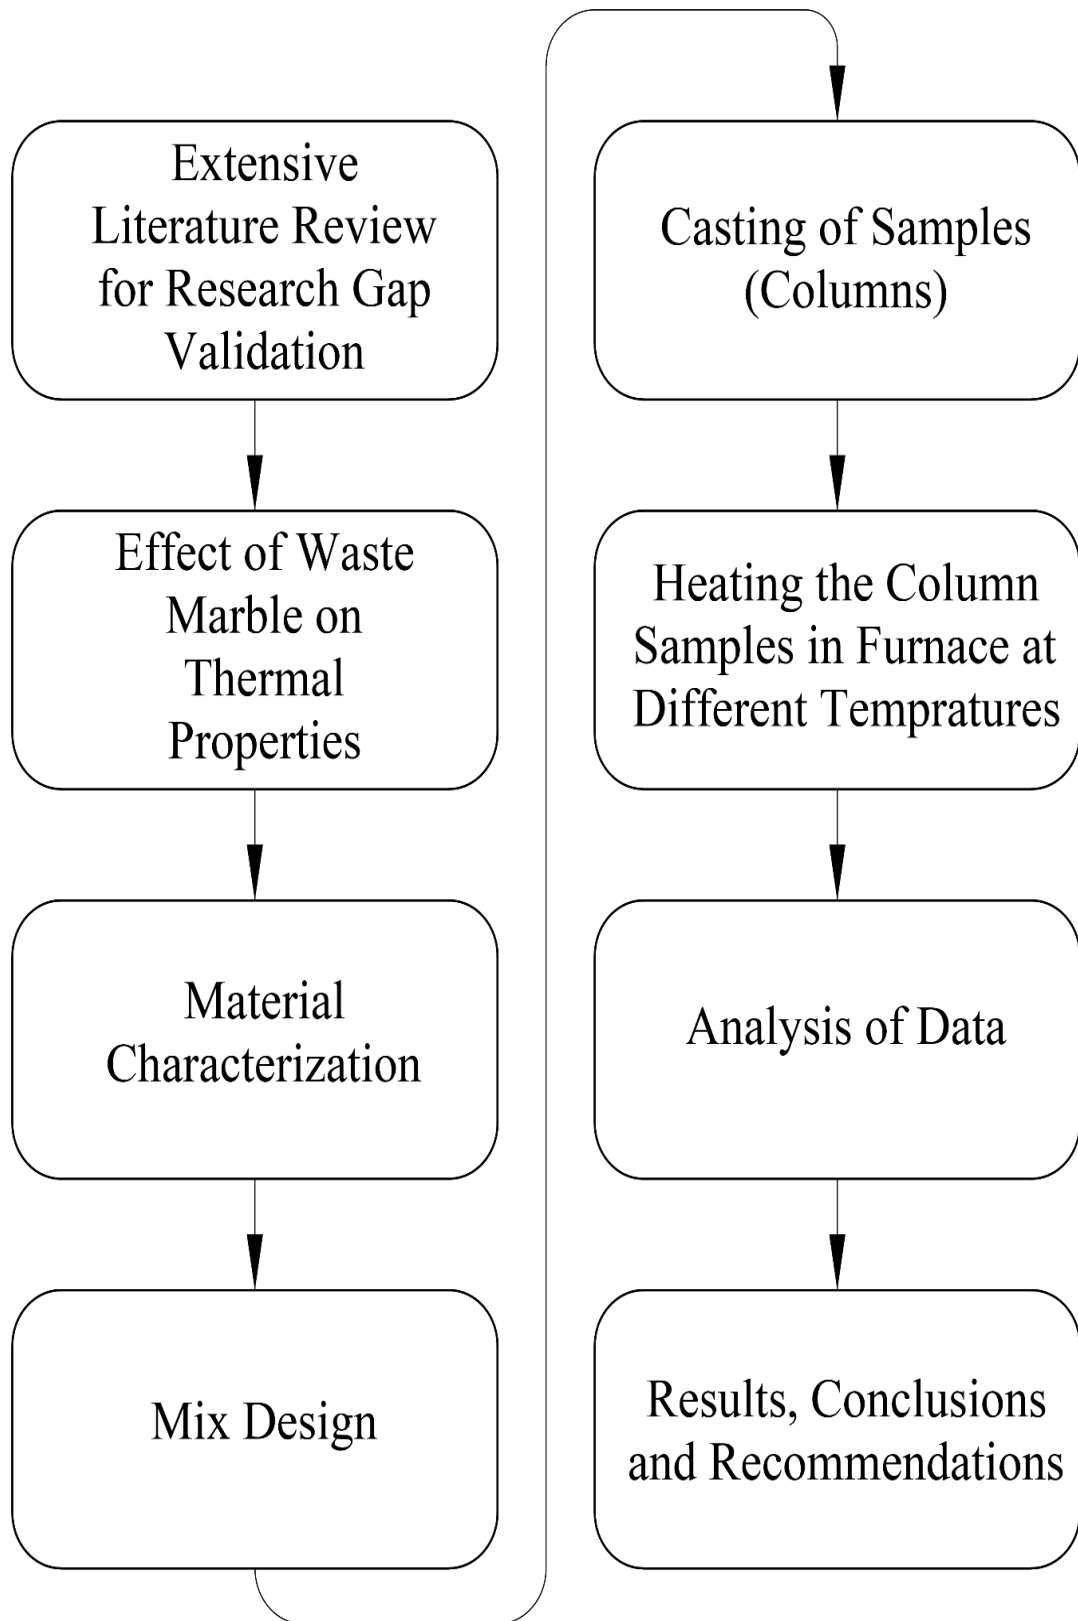 Extensive
Literature Review
for Research Gap
Validation
Effect of Waste
Marble on
Thermal
Properties
Material
Characterization
Mix Design
Casting of Samples
(Columns)
Heating the Column
Samples in Furnace at
Different Tempratures
Analysis of Data
Results, Conclusions
and Recommendations